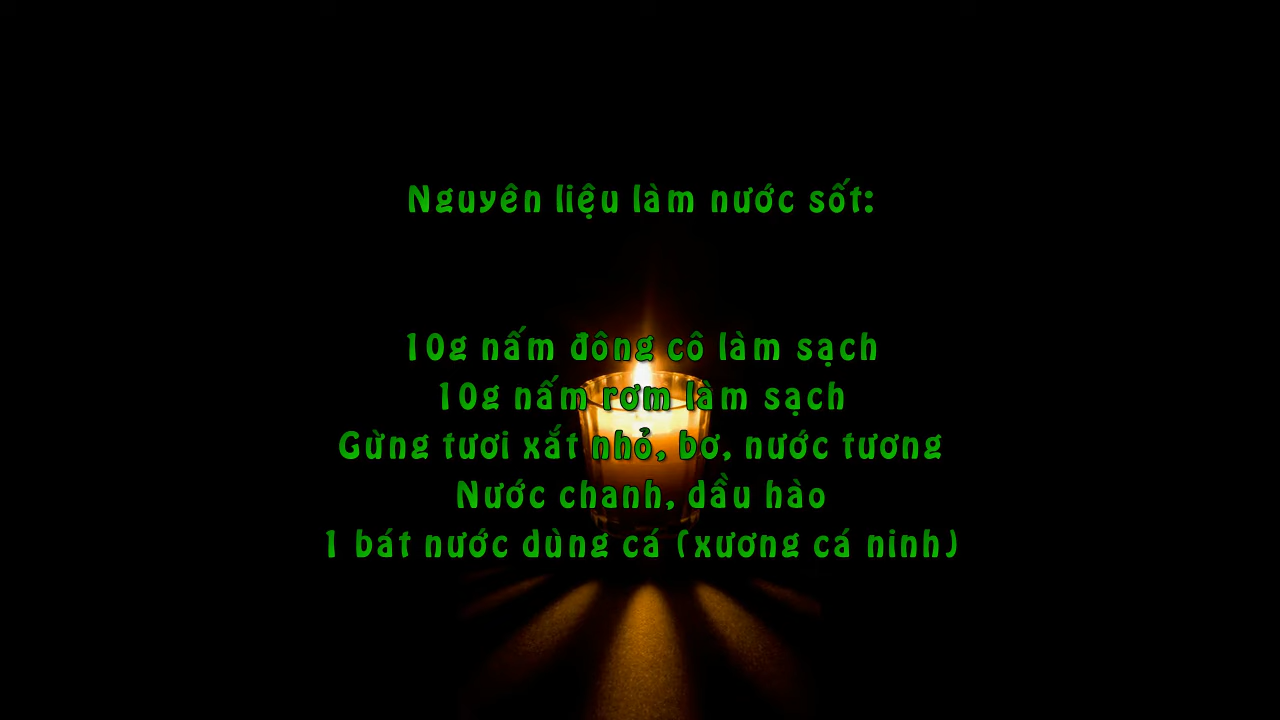 Nguyên liệu làm nước sốt:
10g nấm đông cô làm sạch
10g nấm rơm làm sạch
Gừng tươi xắt nhỏ, bơ, nước tương
Nước chanh, dầu hào
1 bát nước dùng cá (xương cá ninh)